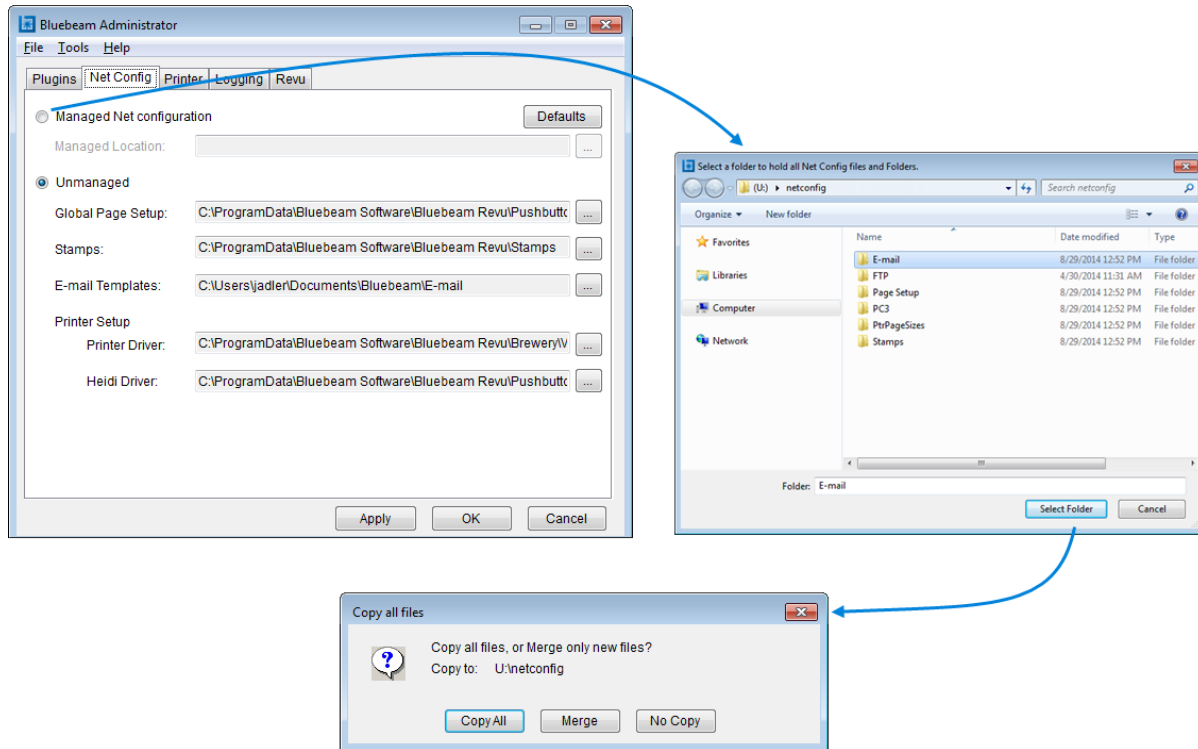 Bluebeam Administrator
File Tools Help
Plugins Net Config Printer Logging Revu
Managed Net configuration Defaults
Managed Location: ...
Unmanaged
Global Page Setup: C:\ProgramData\Bluebeam Software\Bluebeam Revu\Pushbutto ...
Stamps: C:\ProgramData\Bluebeam Software\Bluebeam Revu\Stamps ...
E-mail Templates: C:\Users\jadler\Documents\Bluebeam\E-mail ...
Printer Setup
Printer Driver: C:\ProgramData\Bluebeam Software\Bluebeam Revu\Brewery\V ...
Heidi Driver: C:\ProgramData\Bluebeam Software\Bluebeam Revu\Pushbutto ...
Apply OK Cancel
Select a folder to hold all Net Config files and Folders.
(U:) netconfig Search netconfig
Organize New folder
Favorites
Libraries
Computer
Network
Name Date modified Type
E-mail 8/29/2014 12:52 PM File folder
FTP 4/30/2014 11:31 AM File folder
Page Setup 8/29/2014 12:52 PM File folder
PC3 8/29/2014 12:52 PM File folder
PtrPageSizes 8/29/2014 12:52 PM File folder
Stamps 8/29/2014 12:52 PM File folder
Folder: E-mail
Select Folder Cancel
Copy all files
Copy all files, or Merge only new files?
Copy to: U:\netconfig
Copy All Merge No Copy